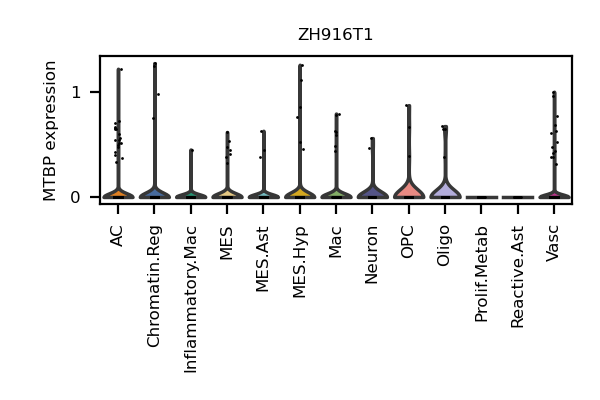 ZH916T1
MTBP expression
1
0
AC
Chromatin.Reg
Inflammatory.Mac
MES
MES.Ast
MES.Hyp
Mac
Neuron
OPC
Oligo
Prolif.Metab
Reactive.Ast
Vasc